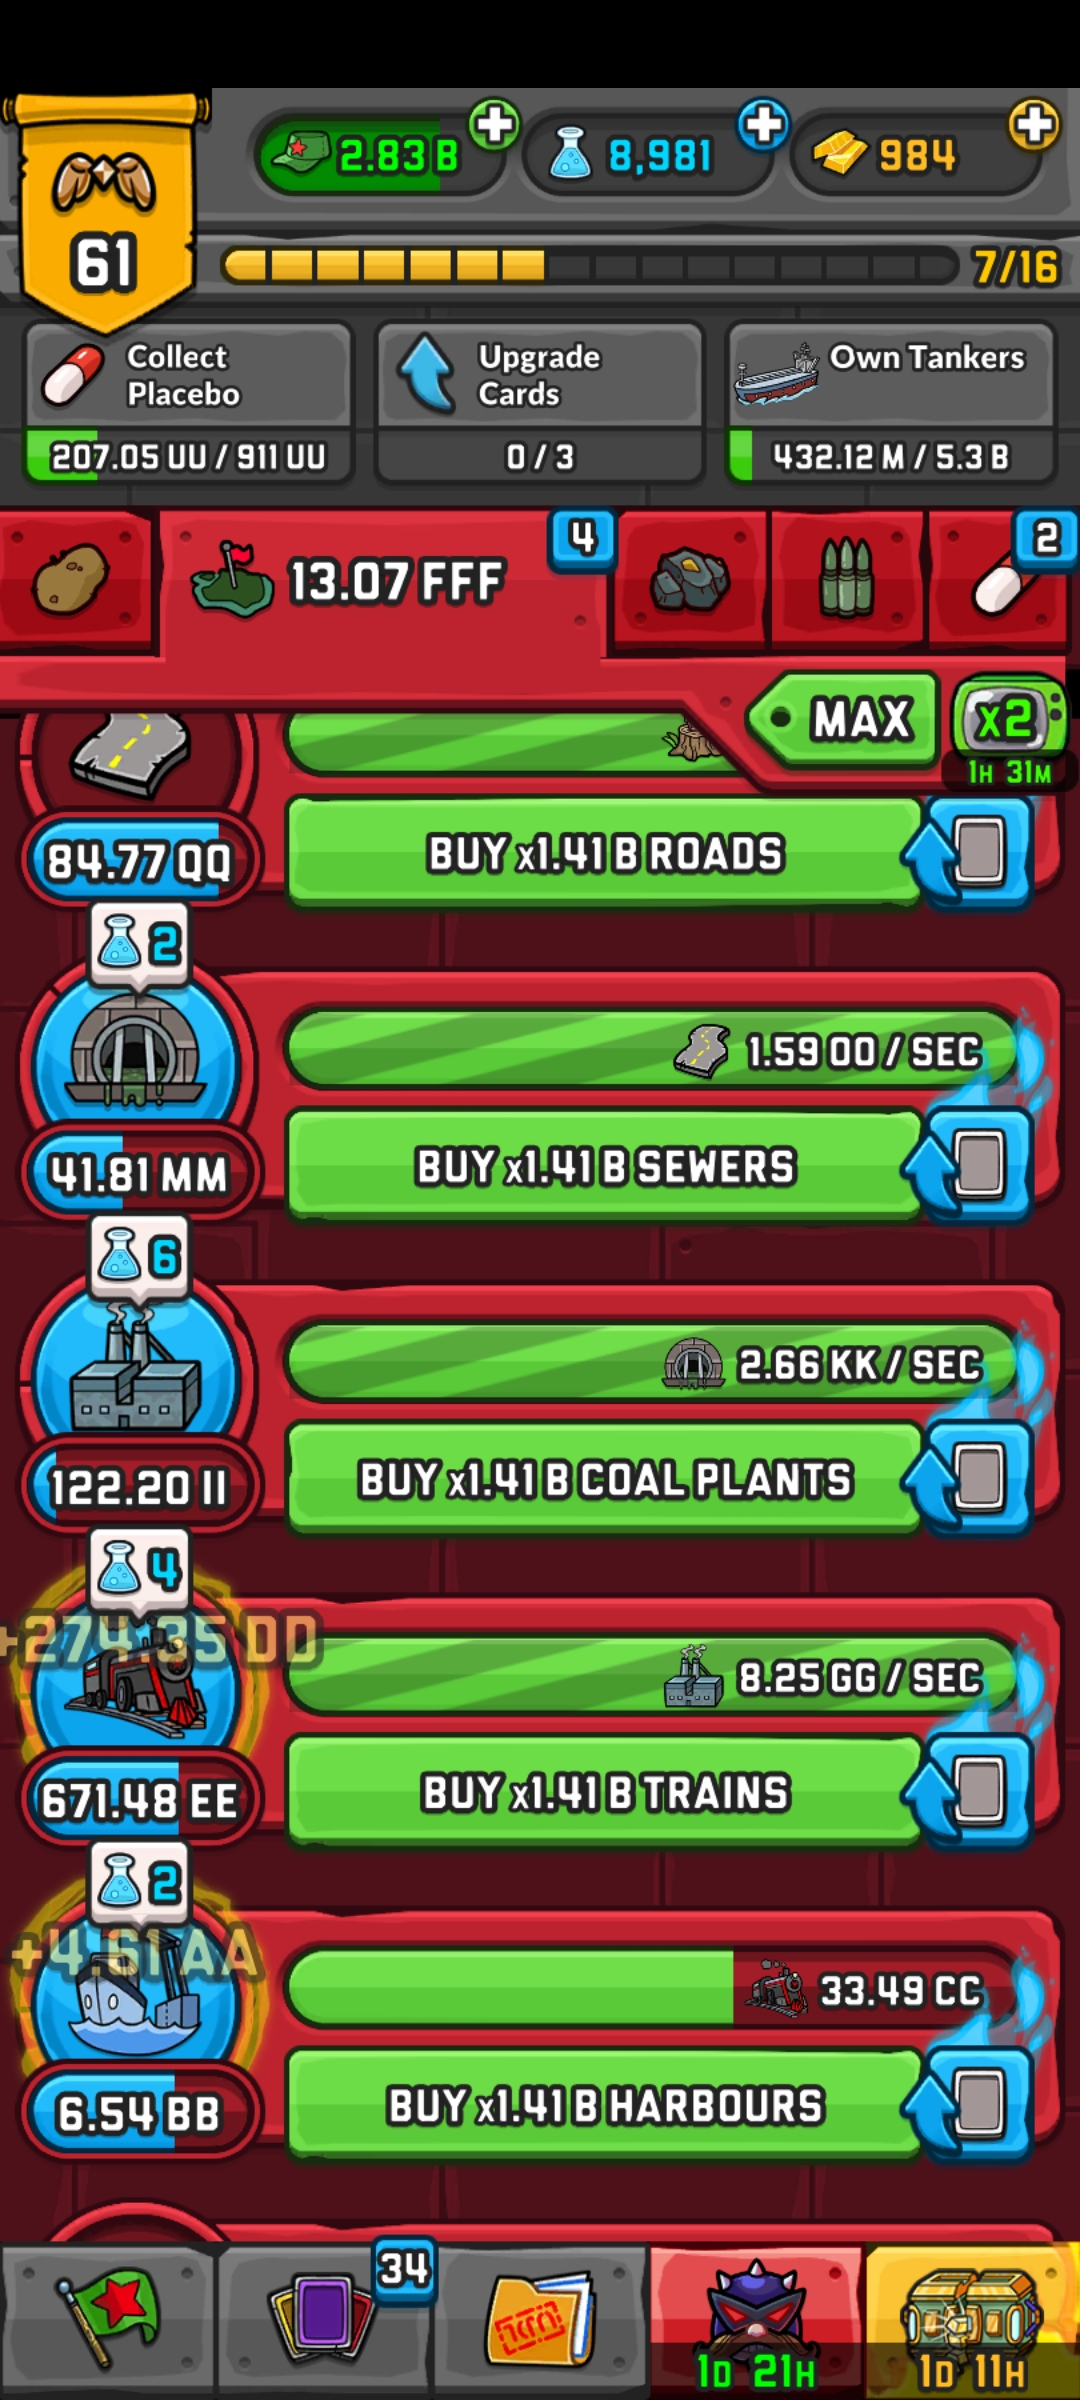 2.83 B
8,981
984
61
7/16
Collect
Placebo
207.05 UU / 911 UU
Upgrade
Cards
0 / 3
Own Tankers
432.12 M / 5.3 B
13.07 FFF
4
2
MAX
x2
1H 31M
84.77 QQ
BUY x1.41 B ROADS
2
1.59 OO / SEC
41.81 MM
BUY x1.41 B SEWERS
6
2.66 KK / SEC
122.20 II
BUY x1.41 B COAL PLANTS
4
+274.35 DD
8.25 GG / SEC
671.48 EE
BUY x1.41 B TRAINS
2
+4.61 AA
33.49 CC
6.54 BB
BUY x1.41 B HARBOURS
34
1D 21H
1D 11H